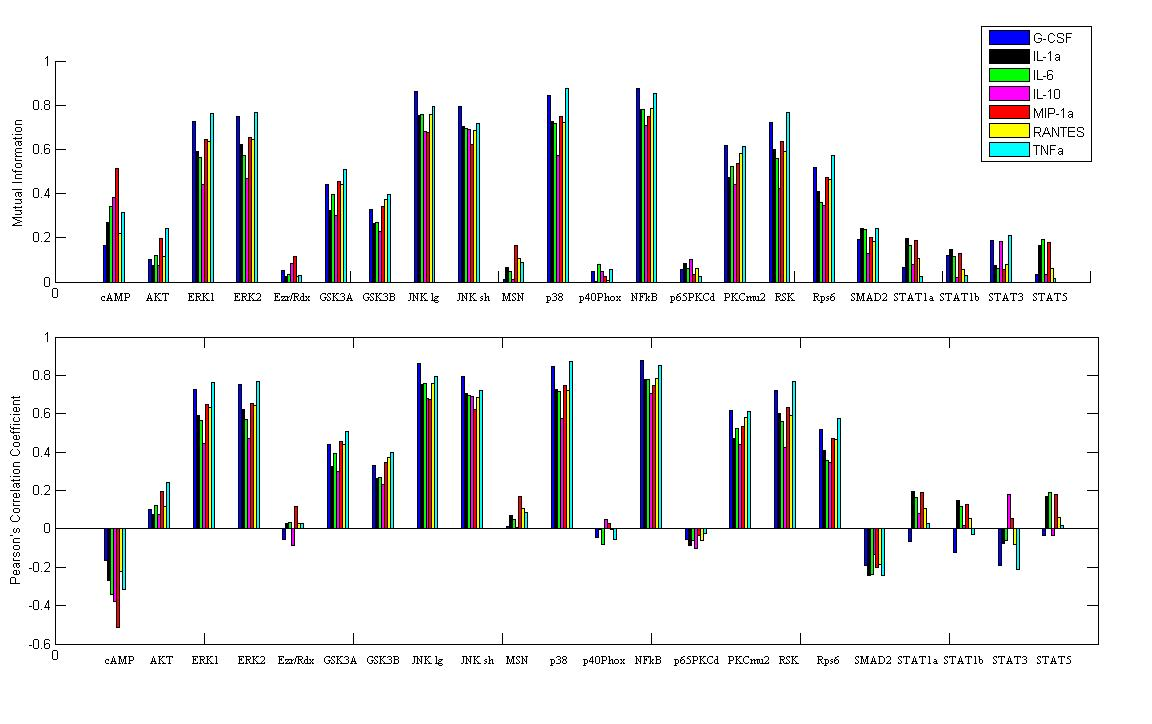 G-CSF
IL-1a
IL-6
IL-10
MIP-1a
RANTES
TNFa
Mutual Information
1
0.8
0.6
0.4
0.2
0
0
cAMP AKT ERK1 ERK2 Ezr/Rdx GSK3A GSK3B JNK lg JNK sh MSN p38 p40Phox NFkB p65PKCd PKCmu2 RSK Rps6 SMAD2 STAT1a STAT1b STAT3 STAT5
Pearson's Correlation Coefficient
1
0.8
0.6
0.4
0.2
0
-0.2
-0.4
-0.6
0
cAMP AKT ERK1 ERK2 Ezr/Rdx GSK3A GSK3B JNK lg JNK sh MSN p38 p40Phox NFkB p65PKCd PKCmu2 RSK Rps6 SMAD2 STAT1a STAT1b STAT3 STAT5